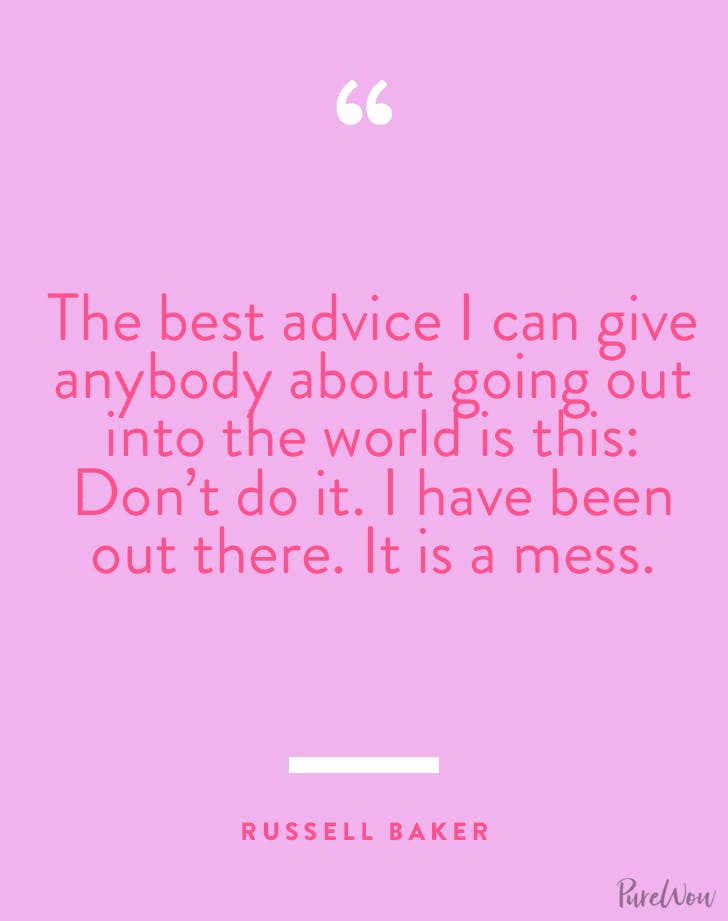 “
The best advice I can give
anybody about going out
into the world is this:
Don’t do it. I have been
out there. It is a mess.
RUSSELL BAKER
PureWow